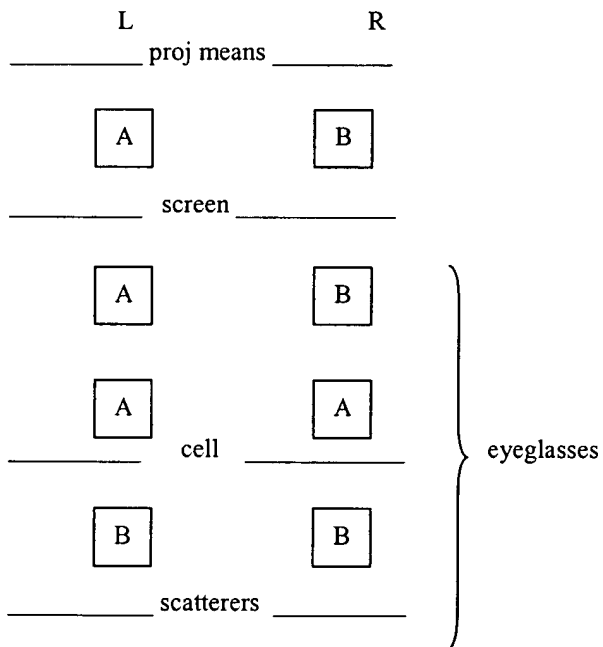 L R
proj means
A B
screen
A B
A A
cell
eyeglasses
B B
scatterers